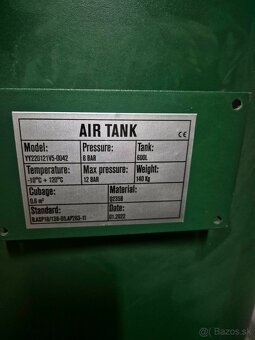 AIR TANK CE
Model: Pressure: Tank:
YY220121V5-0042 8 BAR 600L
Temperature: Max pressure: Weight:
-10°C + 120°C 12 BAR 140 Kg
Cubage: Material:
0,6 m³ Q235B
Standard: Date:
01.2022
Bazos.sk